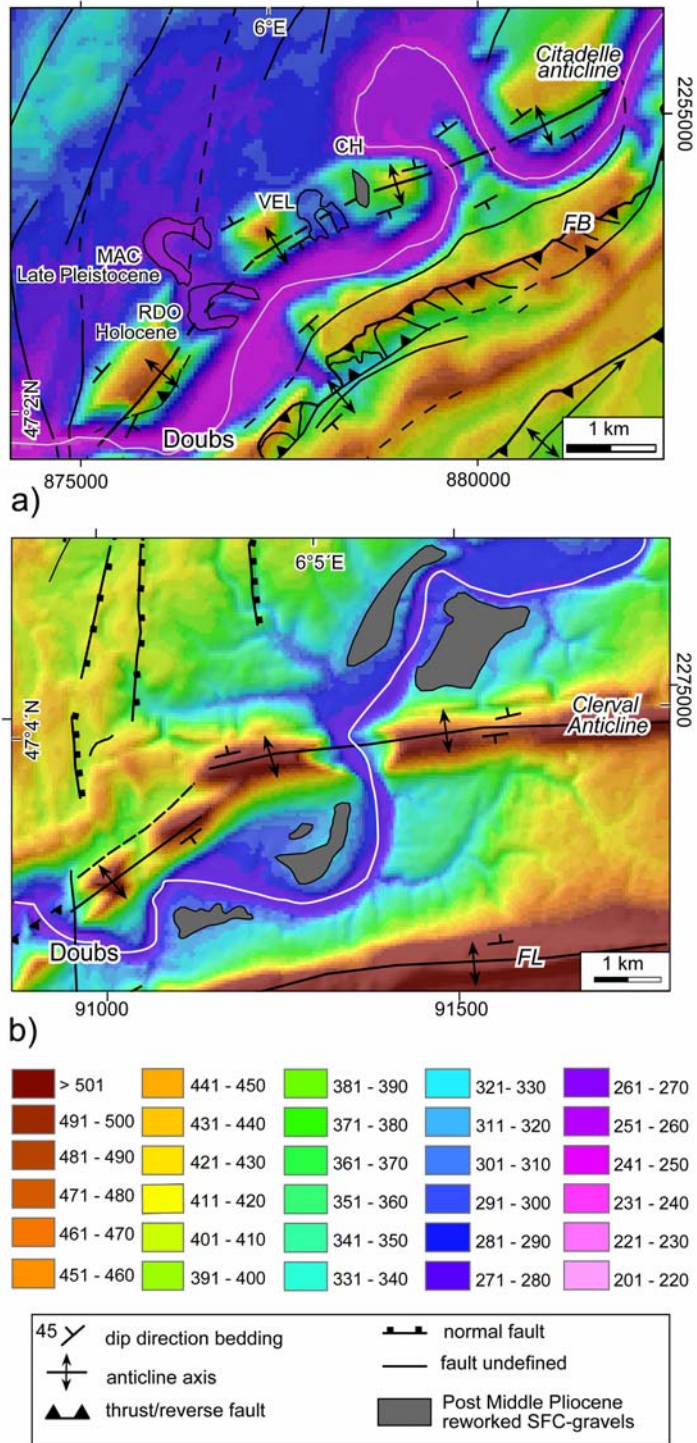 6°E
Citadelle
anticline
2255000
CH
VEL
FB
MAC
Late Pleistocene
RDO
Holocene
47°2'N
Doubs
1 km
875000
880000
a)
6°5'E
2275000
47°4'N
Clerval
Anticline
Doubs
FL
1 km
91000
91500
b)
> 501
441 - 450
381 - 390
321- 330
261 - 270
491 - 500
431 - 440
371 - 380
311 - 320
251 - 260
481 - 490
421 - 430
361 - 370
301 - 310
241 - 250
471 - 480
411 - 420
351 - 360
291 - 300
231 - 240
461 - 470
401 - 410
341 - 350
281 - 290
221 - 230
451 - 460
391 - 400
331 - 340
271 - 280
201 - 220
45
dip direction bedding
normal fault
anticline axis
fault undefined
thrust/reverse fault
Post Middle Pliocene
reworked SFC-gravels